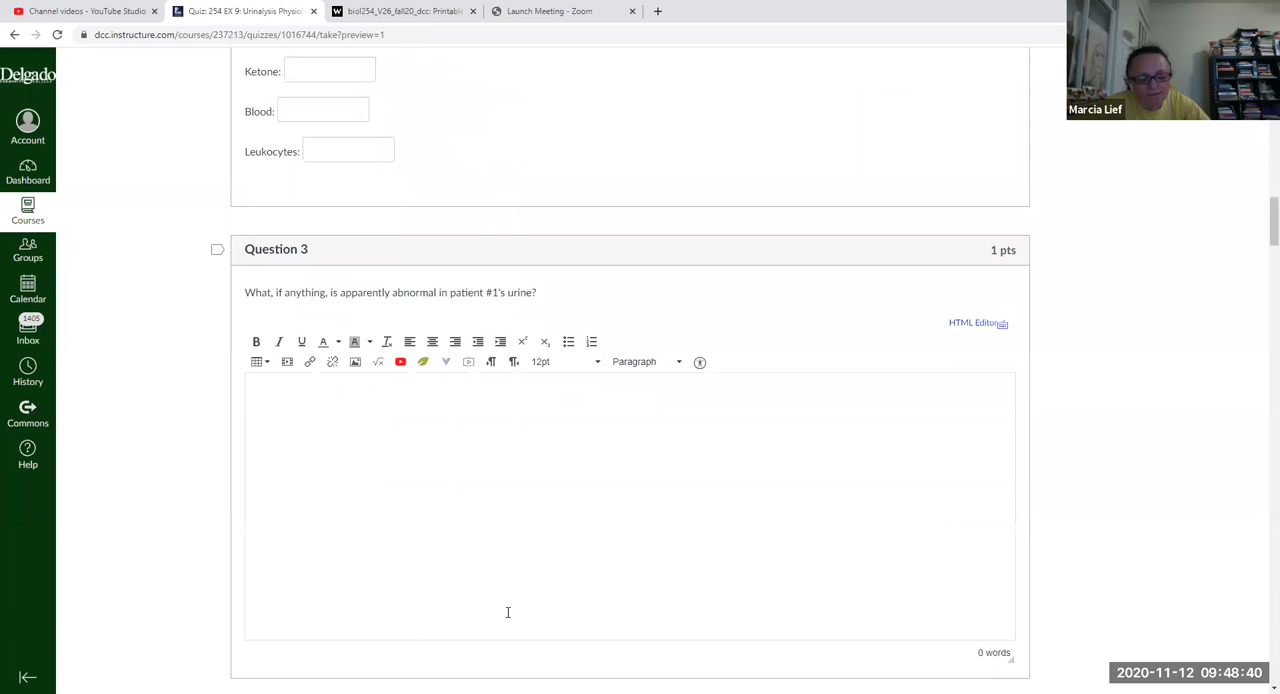 Channel videos - YouTube Studio
Quiz: 254 EX 9: Urinalysis Physio
biol254_V26_fall20_dcc: Printable
Launch Meeting - Zoom
dcc.instructure.com/courses/237213/quizzes/1016744/take?preview=1
Marcia Lief
Delgado
Account
Dashboard
Courses
Groups
Calendar
1405
Inbox
History
Commons
Help
Ketone:
Blood:
Leukocytes:
Question 3
1 pts
What, if anything, is apparently abnormal in patient #1's urine?
HTML Editor
12pt
Paragraph
0 words
2020-11-12 09:48:40